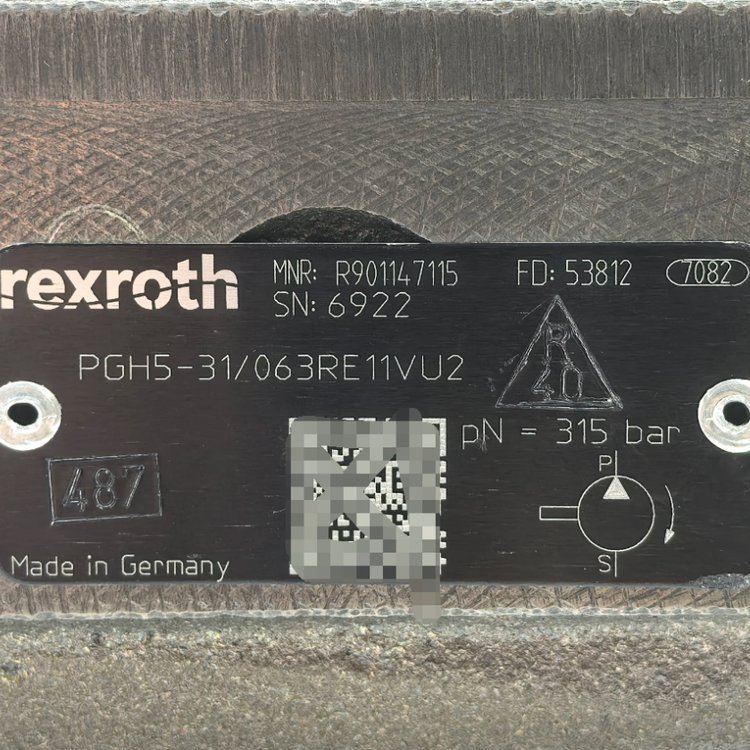 rexroth
MNR: R901147115 FD: 53812 7082
SN: 6922
PGH5-31/063RE11VU2
R
40
pN = 315 bar
487
P
S
Made in Germany